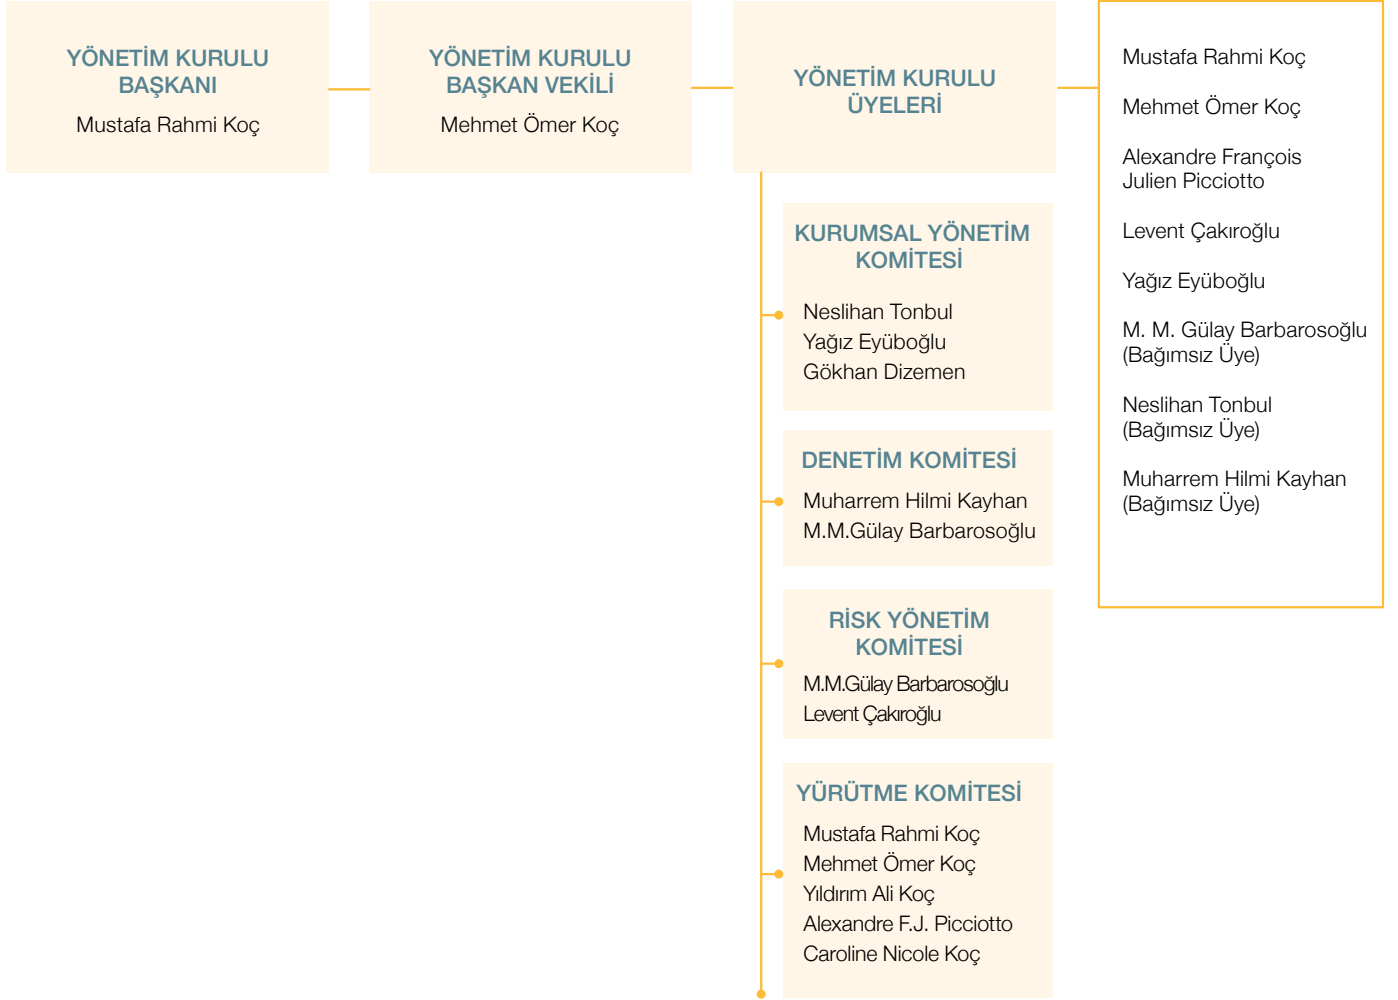 YÖNETİM KURULU
BAŞKANI
Mustafa Rahmi Koç
YÖNETİM KURULU
BAŞKAN VEKİLİ
Mehmet Ömer Koç
YÖNETİM KURULU
ÜYELERİ
Mustafa Rahmi Koç
Mehmet Ömer Koç
Alexandre François
Julien Picciotto
Levent Çakıroğlu
Yağız Eyüboğlu
M. M. Gülay Barbarosoğlu
(Bağımsız Üye)
Neslihan Tonbul
(Bağımsız Üye)
Muharrem Hilmi Kayhan
(Bağımsız Üye)
KURUMSAL YÖNETİM
KOMİTESİ
Neslihan Tonbul
Yağız Eyüboğlu
Gökhan Dizemen
DENETİM KOMİTESİ
Muharrem Hilmi Kayhan
M.M.Gülay Barbarosoğlu
RİSK YÖNETİM
KOMİTESİ
M.M.Gülay Barbarosoğlu
Levent Çakıroğlu
YÜRÜTME KOMİTESİ
Mustafa Rahmi Koç
Mehmet Ömer Koç
Yıldırım Ali Koç
Alexandre F.J. Picciotto
Caroline Nicole Koç